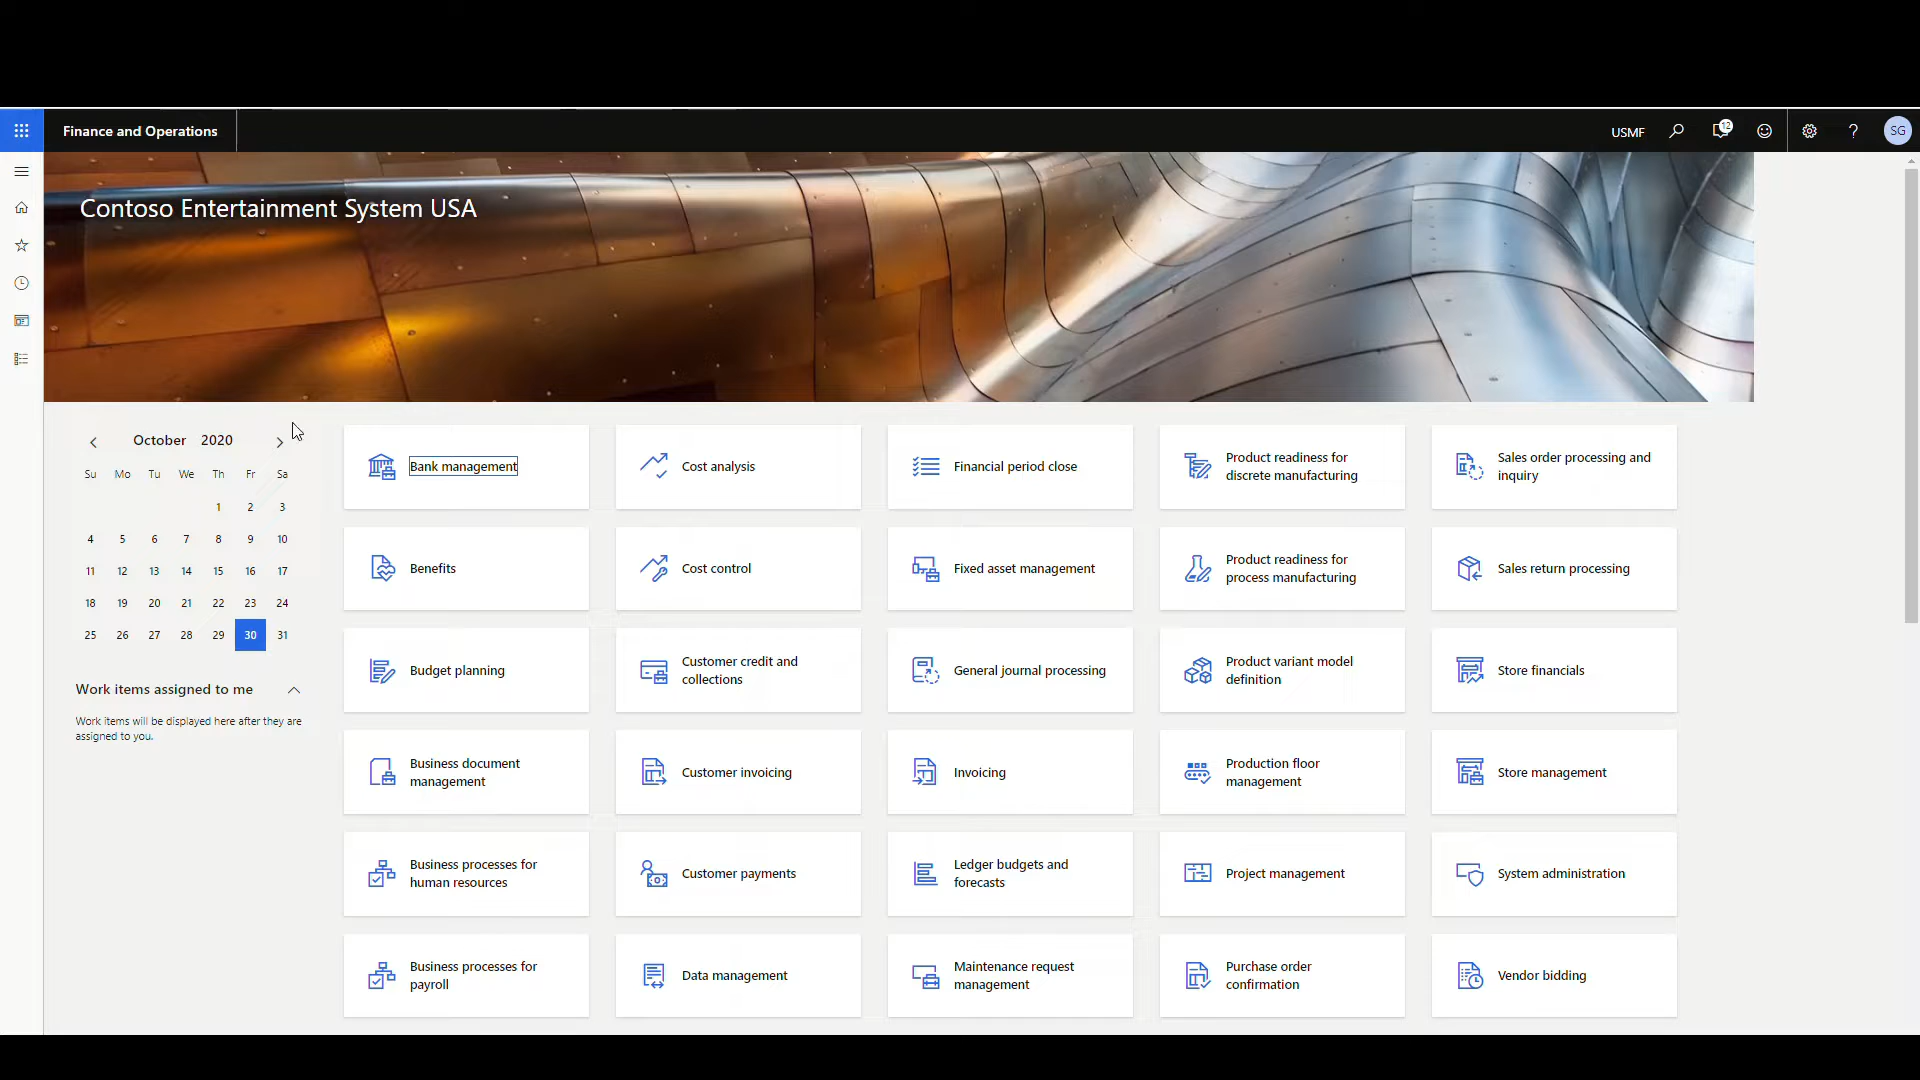 Finance and Operations
USMF
12
?
SG
Contoso Entertainment System USA
October 2020
Su Mo Tu We Th Fr Sa
1 2 3
4 5 6 7 8 9 10
11 12 13 14 15 16 17
18 19 20 21 22 23 24
25 26 27 28 29 30 31
Work items assigned to me
Work items will be displayed here after they are
assigned to you.
Bank management
Cost analysis
Financial period close
Product readiness for
discrete manufacturing
Sales order processing and
inquiry
Benefits
Cost control
Fixed asset management
Product readiness for
process manufacturing
Sales return processing
Budget planning
Customer credit and
collections
General journal processing
Product variant model
definition
Store financials
Business document
management
Customer invoicing
Invoicing
Production floor
management
Store management
Business processes for
human resources
Customer payments
Ledger budgets and
forecasts
Project management
System administration
Business processes for
payroll
Data management
Maintenance request
management
Purchase order
confirmation
Vendor bidding